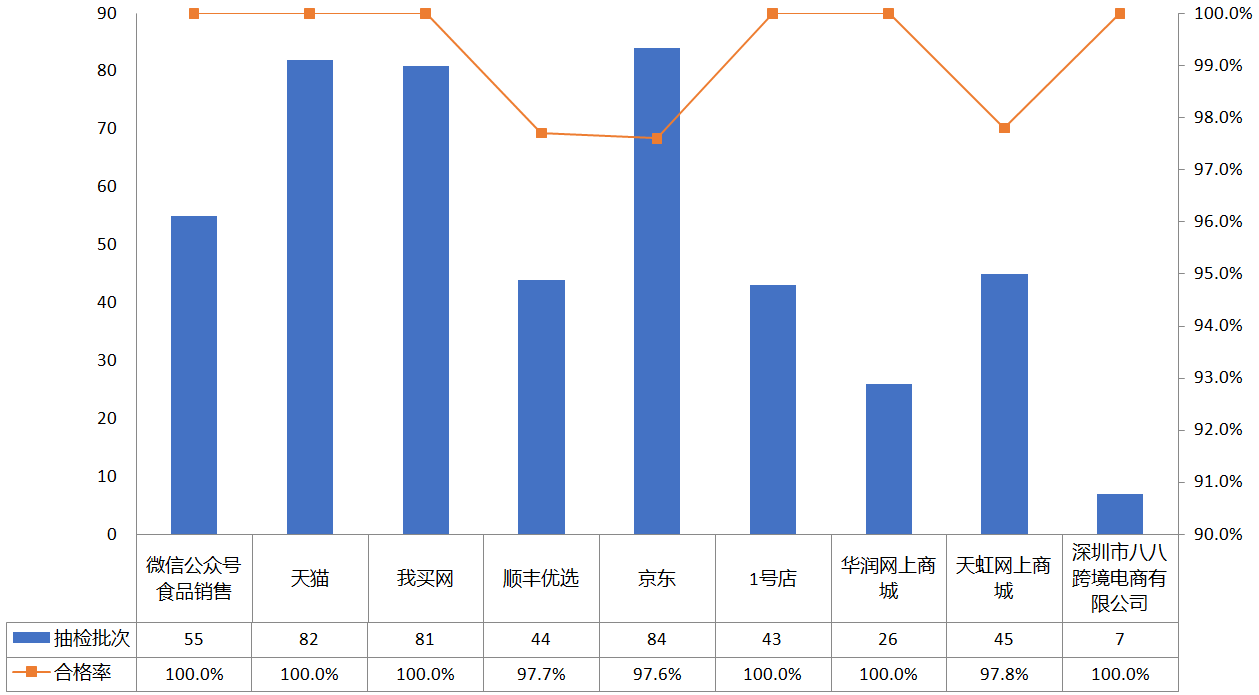 90
80
70
60
50
40
30
20
10
0
100.0%
99.0%
98.0%
97.0%
96.0%
95.0%
94.0%
93.0%
92.0%
91.0%
90.0%
微信公众号
食品销售
天猫
我买网
顺丰优选
京东
1号店
华润网上商
城
天虹网上商
城
深圳市八八
跨境电商有
限公司
抽检批次 55 82 81 44 84 43 26 45 7
合格率 100.0% 100.0% 100.0% 97.7% 97.6% 100.0% 100.0% 97.8% 100.0%